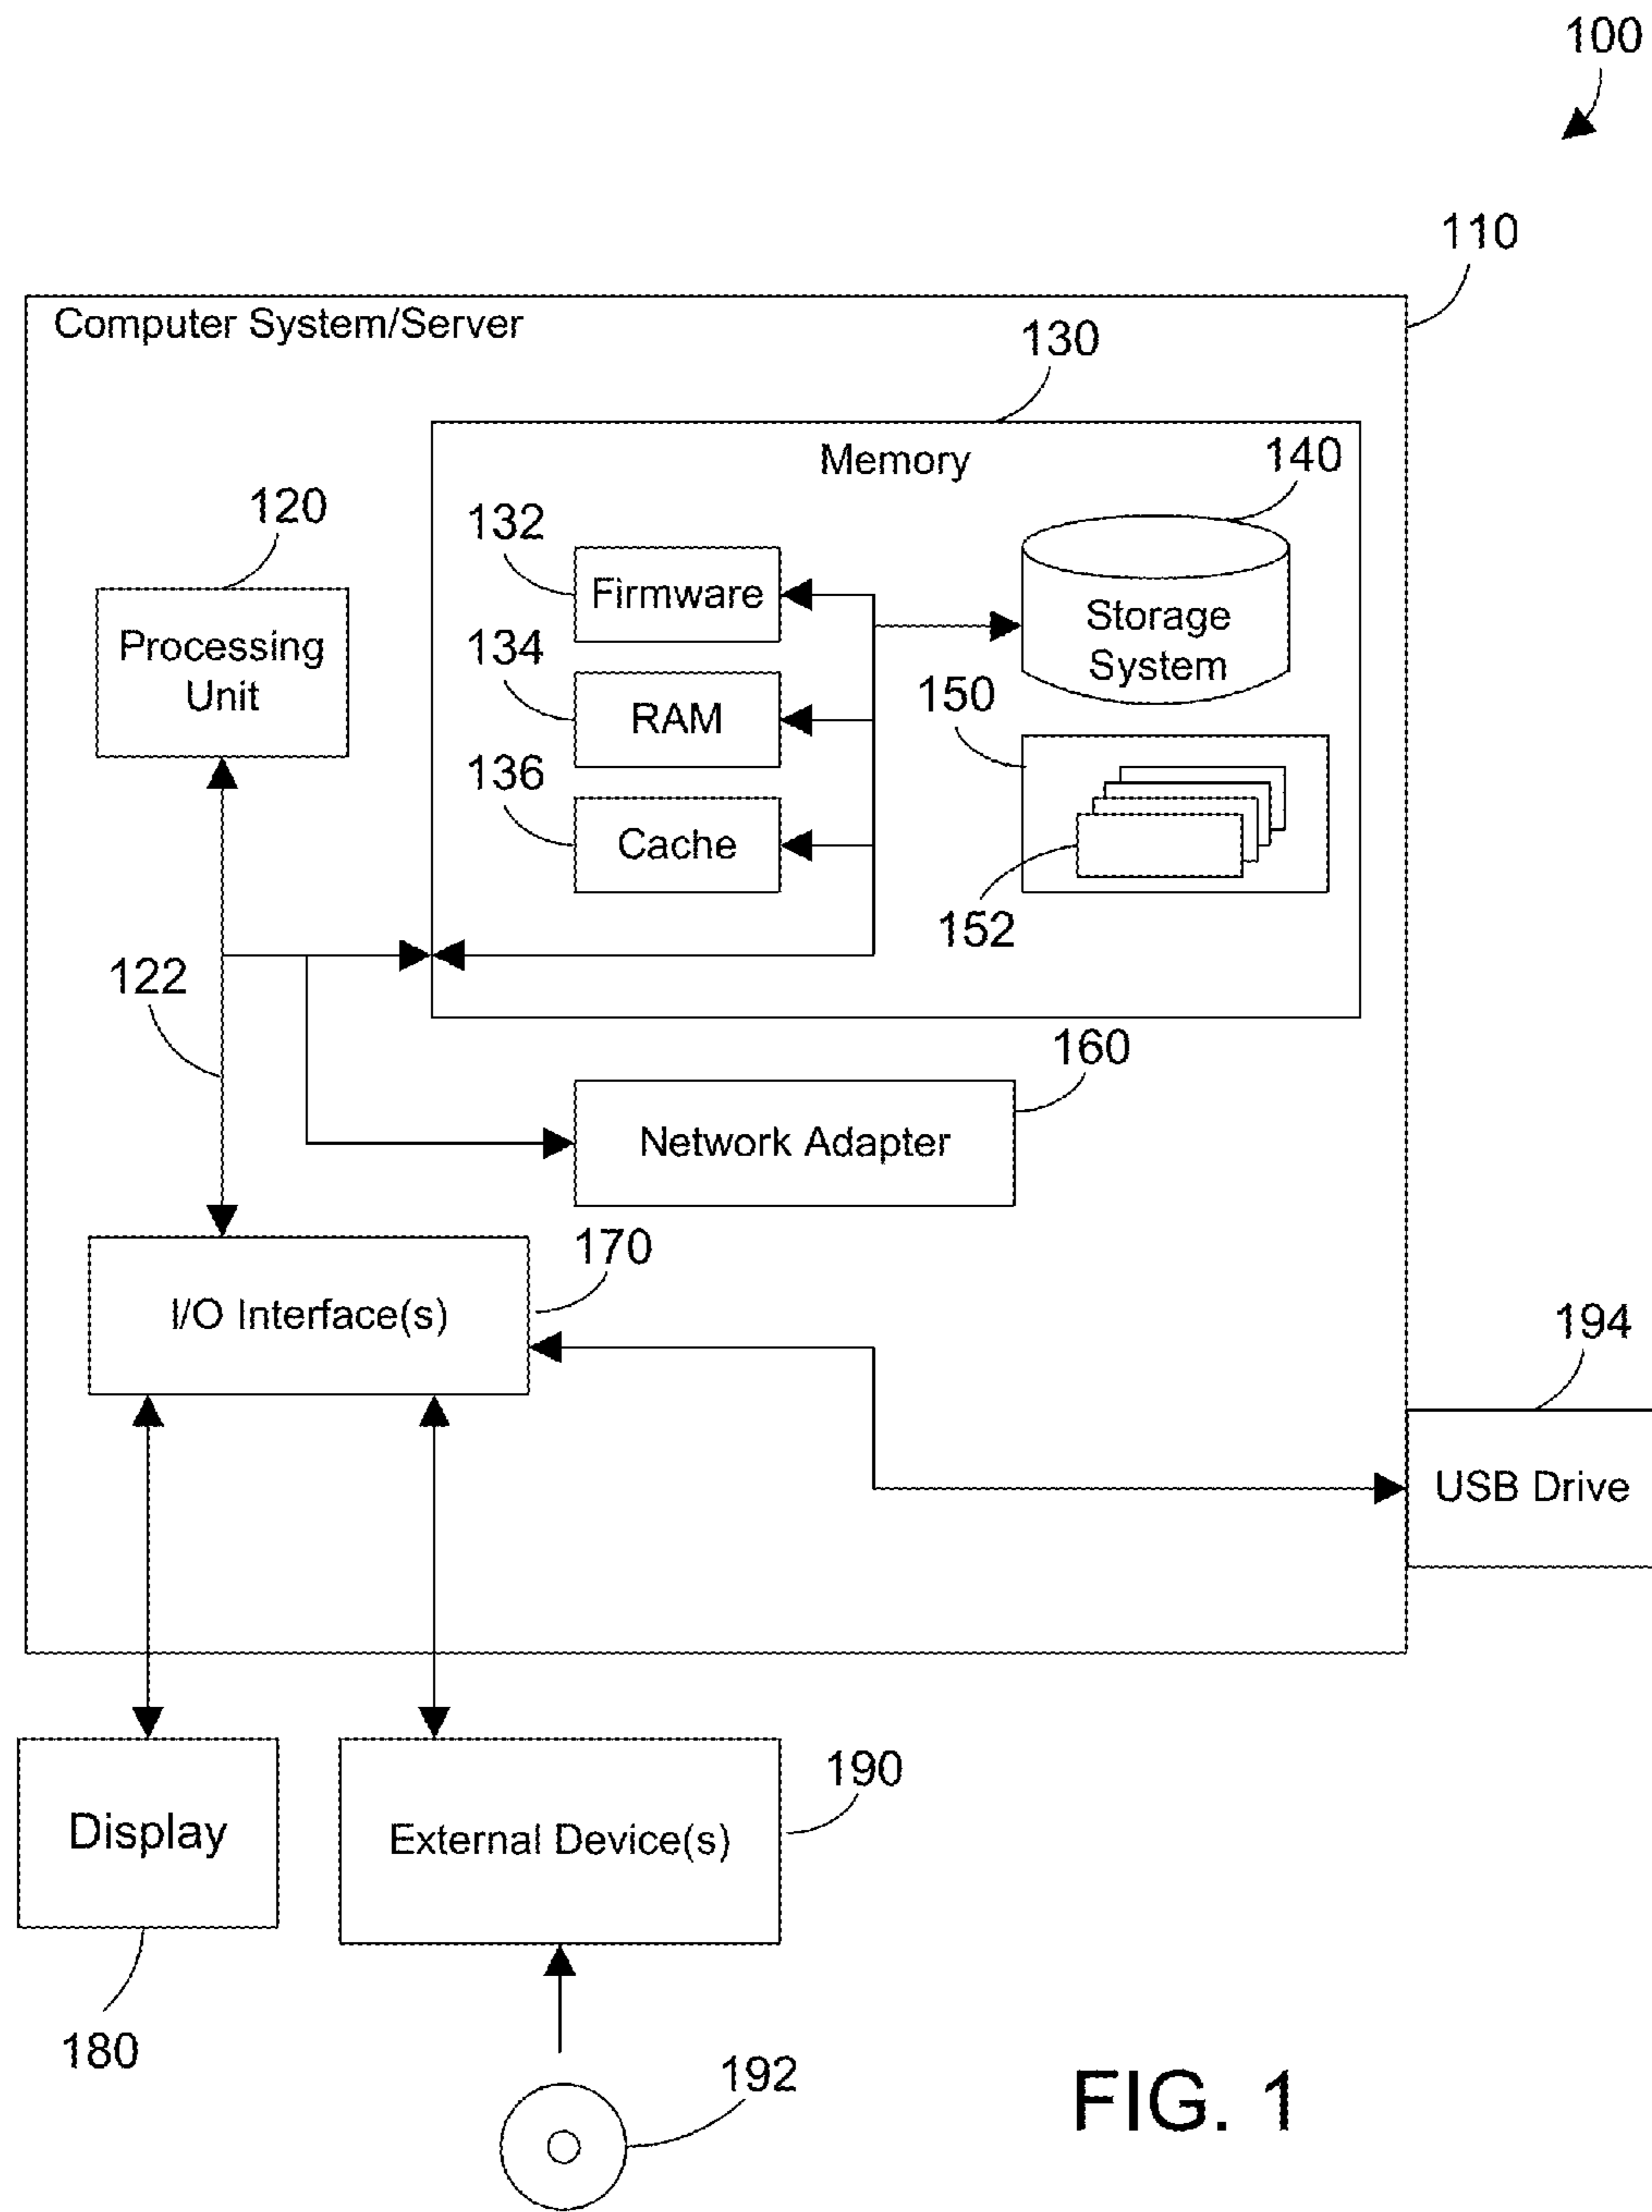 100
110
Computer System/Server
130
Memory
140
120
132
Firmware
Processing
Unit
Storage
System
134
RAM
150
136
Cache
152
122
160
Network Adapter
170
I/O Interface(s)
194
USB Drive
190
Display
External Device(s)
180
192
FIG. 1